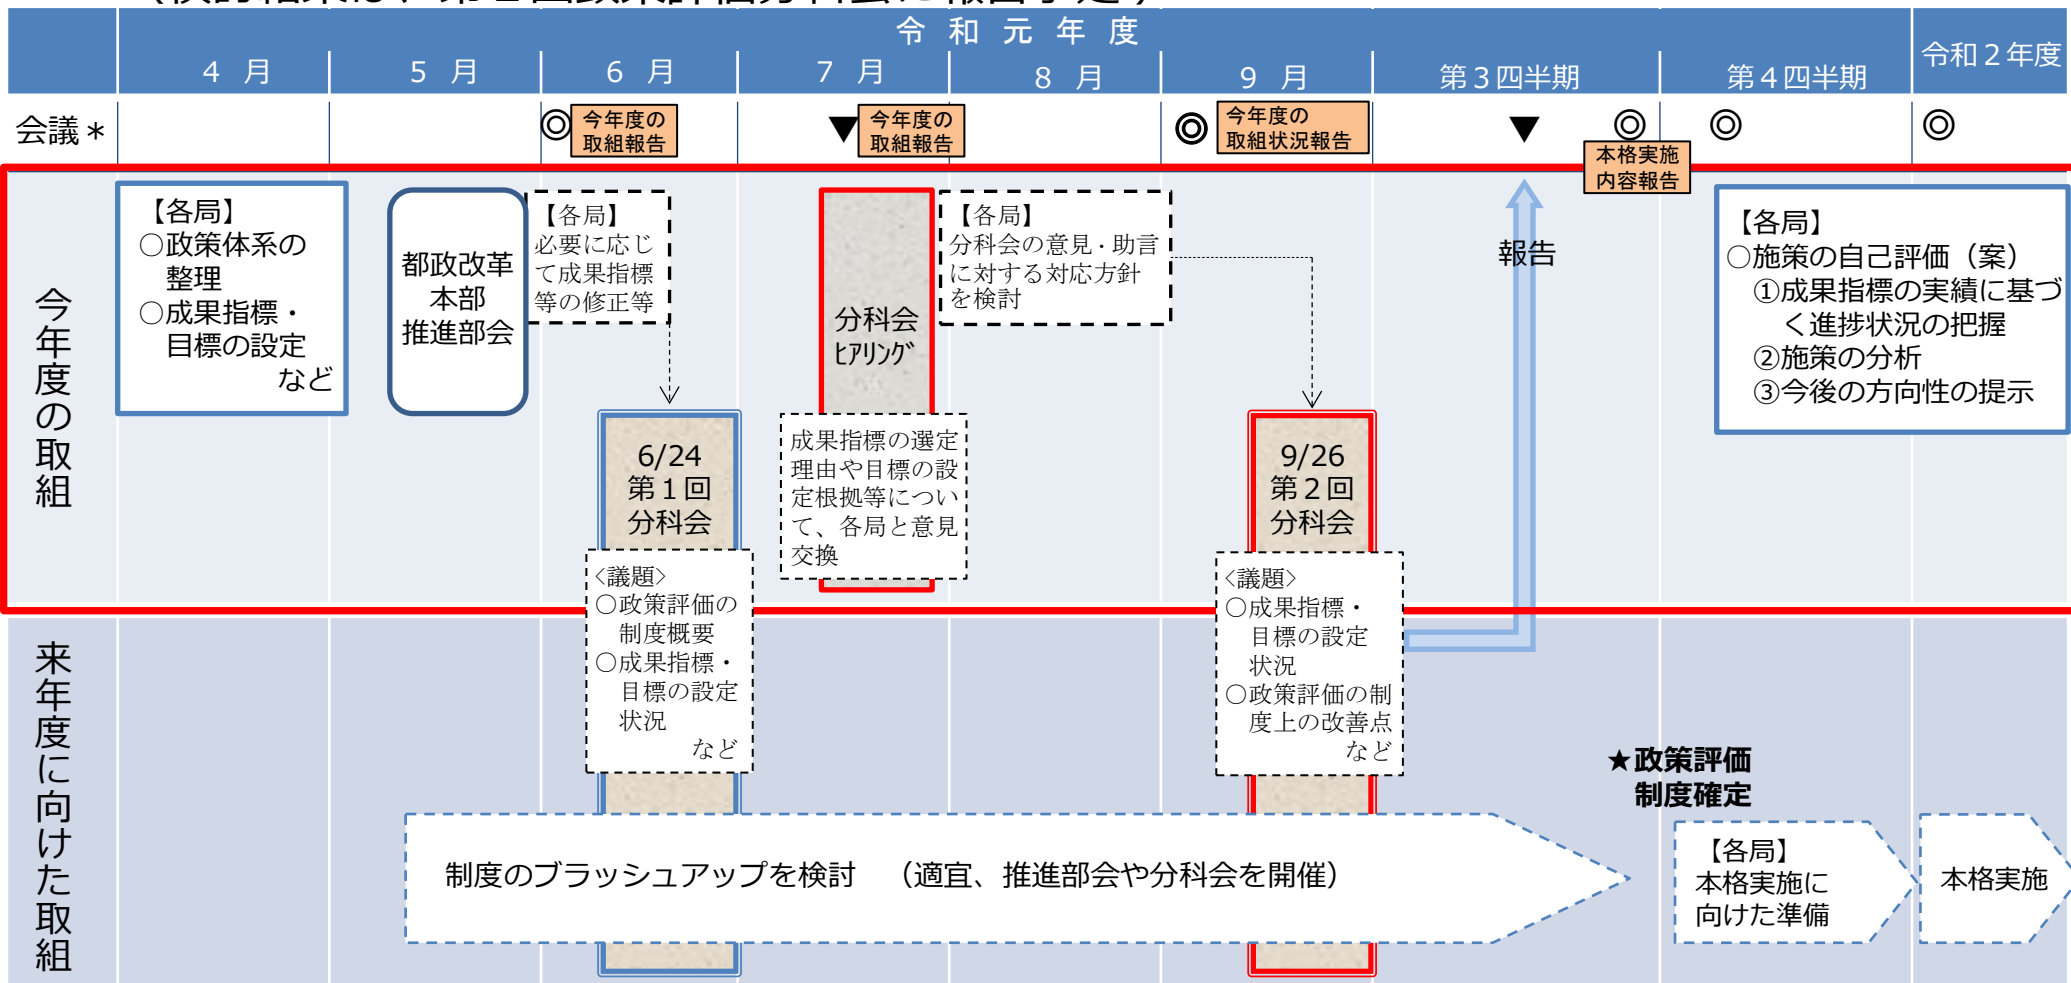 令和元年度
令和２年度
４ 月
５ 月
６ 月
７ 月
８ 月
９ 月
第３四半期
第４四半期
会議＊
◎
今年度の
取組報告
▼
今年度の
取組報告
◎
今年度の
取組状況報告
▼
◎
本格実施
内容報告
◎
◎
今年度の取組
【各局】
○政策体系の
整理
○成果指標・
目標の設定
など
都政改革
本部
推進部会
【各局】
必要に応じ
て成果指標
等の修正等
6/24
第１回
分科会
<議題>
○政策評価の
制度概要
○成果指標・
目標の設定
状況
など
分科会
ﾋｱﾘﾝｸﾞ
成果指標の選定
理由や目標の設
定根拠等につい
て、各局と意見
交換
【各局】
分科会の意見・助言
に対する対応方針
を検討
9/26
第２回
分科会
<議題>
○成果指標・
目標の設定
状況
○政策評価の制
度上の改善点
など
報告
【各局】
○施策の自己評価（案）
①成果指標の実績に基づ
く進捗状況の把握
②施策の分析
③今後の方向性の提示
来年度に向けた取組
制度のブラッシュアップを検討　（適宜、推進部会や分科会を開催）
★政策評価
制度確定
【各局】
本格実施に
向けた準備
本格実施